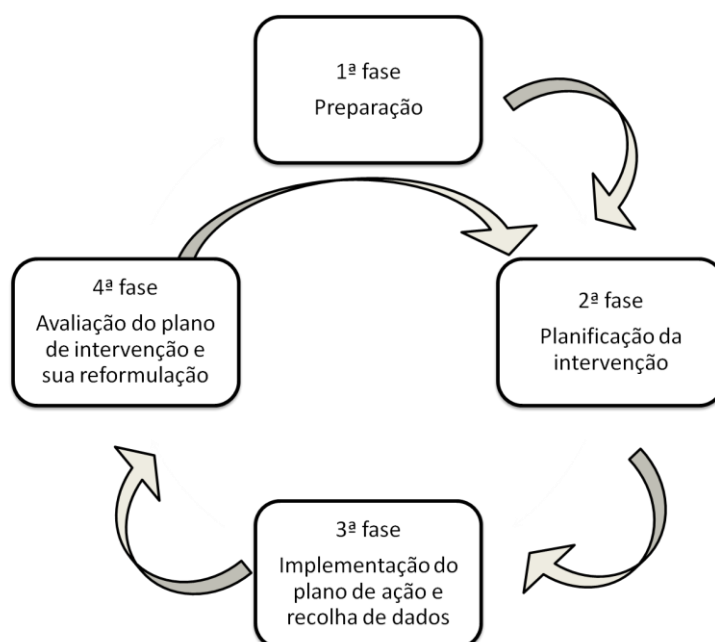 1ª fase
Preparação
2ª fase
Planificação da
intervenção
3ª fase
Implementação do
plano de ação e
recolha de dados
4ª fase
Avaliação do plano
de intervenção e
sua reformulação